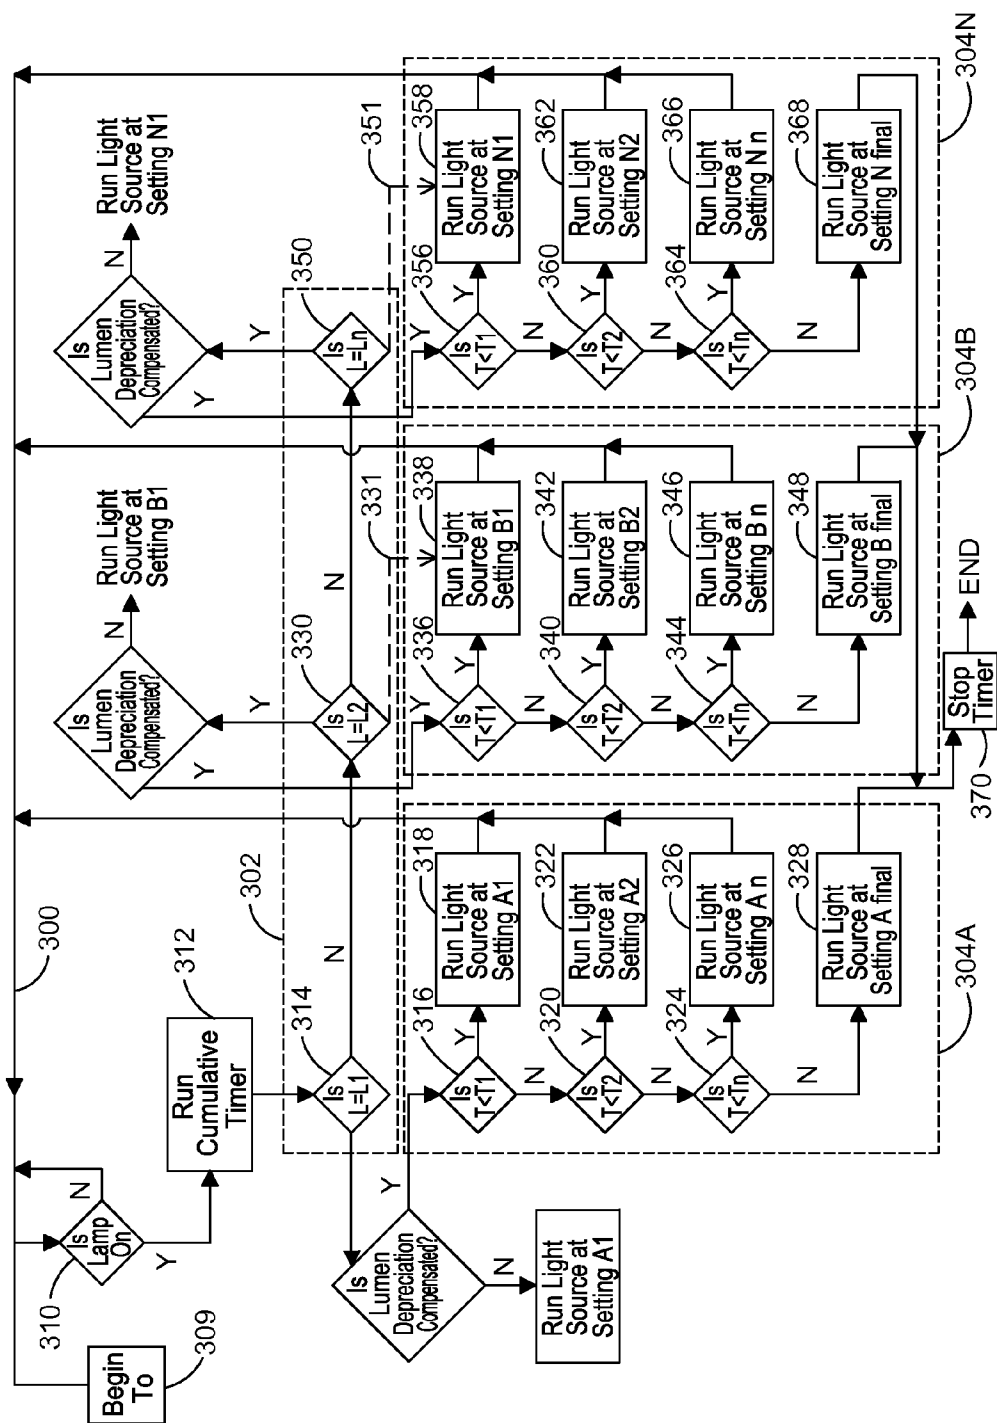 300
Begin
To
309
310
Is
Lamp
On
N
Y
312
Run
Cumulative
Timer
302
314
Is
L=L1
N
330
Is
L=L2
N
350
Is
L=Ln
Y
Y
331
351
Is
Lumen
Depreciation
Compensated?
Y
N
Run Light
Source at
Setting A1
Is
Lumen
Depreciation
Compensated?
Y
N
Run Light
Source at
Setting B1
Is
Lumen
Depreciation
Compensated?
Y
N
Run Light
Source at
Setting N1
316
Is
T<T1
Y
318
Run Light
Source at
Setting A1
N
320
Is
T<T2
Y
322
Run Light
Source at
Setting A2
N
324
Is
T<Tn
Y
326
Run Light
Source at
Setting A n
N
328
Run Light
Source at
Setting A final
304A
336
Y
Is
T<T1
Y
338
Run Light
Source at
Setting B1
N
340
Is
T<T2
Y
342
Run Light
Source at
Setting B2
N
344
Is
T<Tn
Y
346
Run Light
Source at
Setting B n
N
348
Run Light
Source at
Setting B final
304B
356
Y
Is
T<T1
Y
358
Run Light
Source at
Setting N1
N
360
Is
T<T2
Y
362
Run Light
Source at
Setting N2
N
364
Is
T<Tn
Y
366
Run Light
Source at
Setting N n
N
368
Run Light
Source at
Setting N final
304N
370
Stop
Timer
END